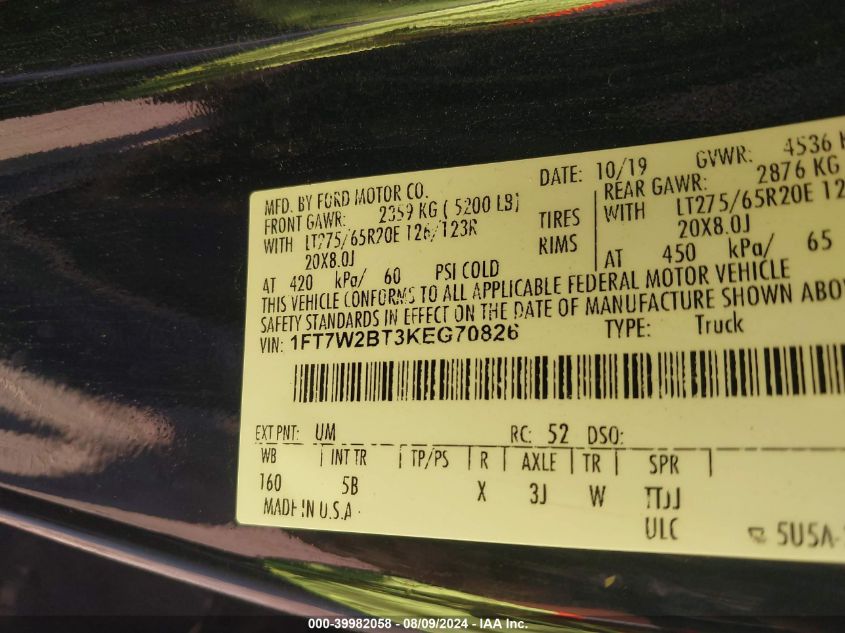 MFD. BY FORD MOTOR CO. DATE: 10/19 GVWR: 4536 K
FRONT GAWR: 2359 KG ( 5200 LB) REAR GAWR: 2876 KG
WITH LT275/65R20E 126/123R TIRES WITH LT275/65R20E 12
20X8.0J RIMS 20X8.0J
AT 420 kPa/ 60 PSI COLD AT 450 kPa/ 65
THIS VEHICLE CONFORMS TO ALL APPLICABLE FEDERAL MOTOR VEHICLE
SAFETY STANDARDS IN EFFECT ON THE DATE OF MANUFACTURE SHOWN ABO
VIN: 1FT7W2BT3KEG70826 TYPE: Truck
EXT PNT: UM RC: 52 DSO:
WB INT TR TP/PS R AXLE TR SPR
160 5B X 3J W TTJJ
MADE IN U.S.A. ULC 5U5A-
000-39982058 - 08/09/2024 - IAA Inc.